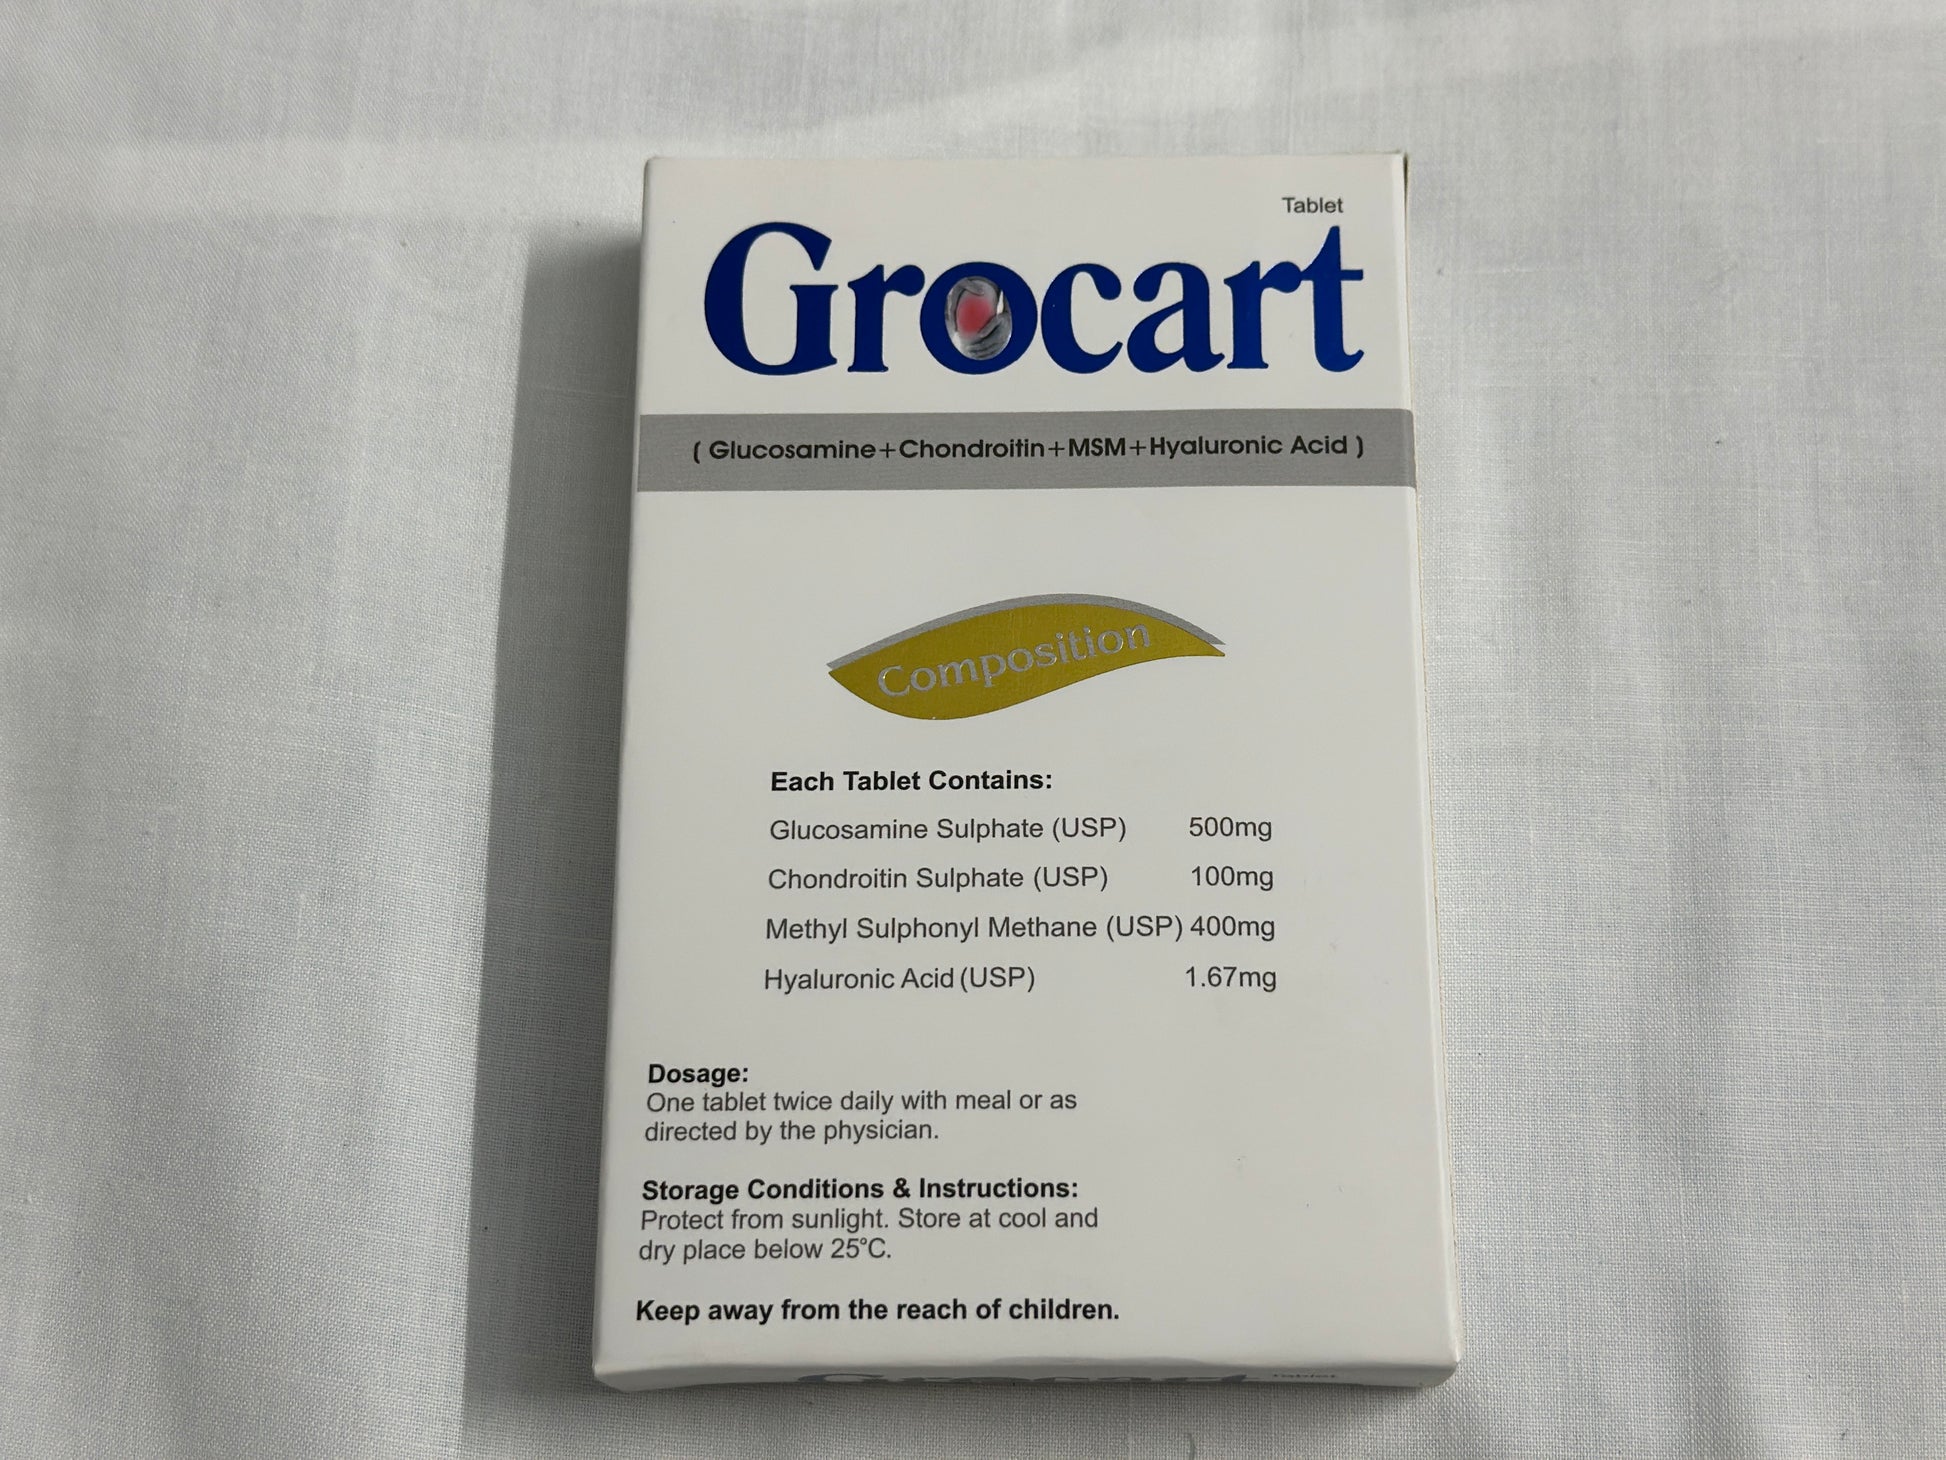 Tablet
Grocart
( Glucosamine+Chondroitin+MSM+Hyaluronic Acid )
Composition
Each Tablet Contains:
Glucosamine Sulphate (USP) 500mg
Chondroitin Sulphate (USP) 100mg
Methyl Sulphonyl Methane (USP) 400mg
Hyaluronic Acid (USP) 1.67mg
Dosage:
One tablet twice daily with meal or as
directed by the physician.
Storage Conditions & Instructions:
Protect from sunlight. Store at cool and
dry place below 25°C.
Keep away from the reach of children.
Grocart Tablet